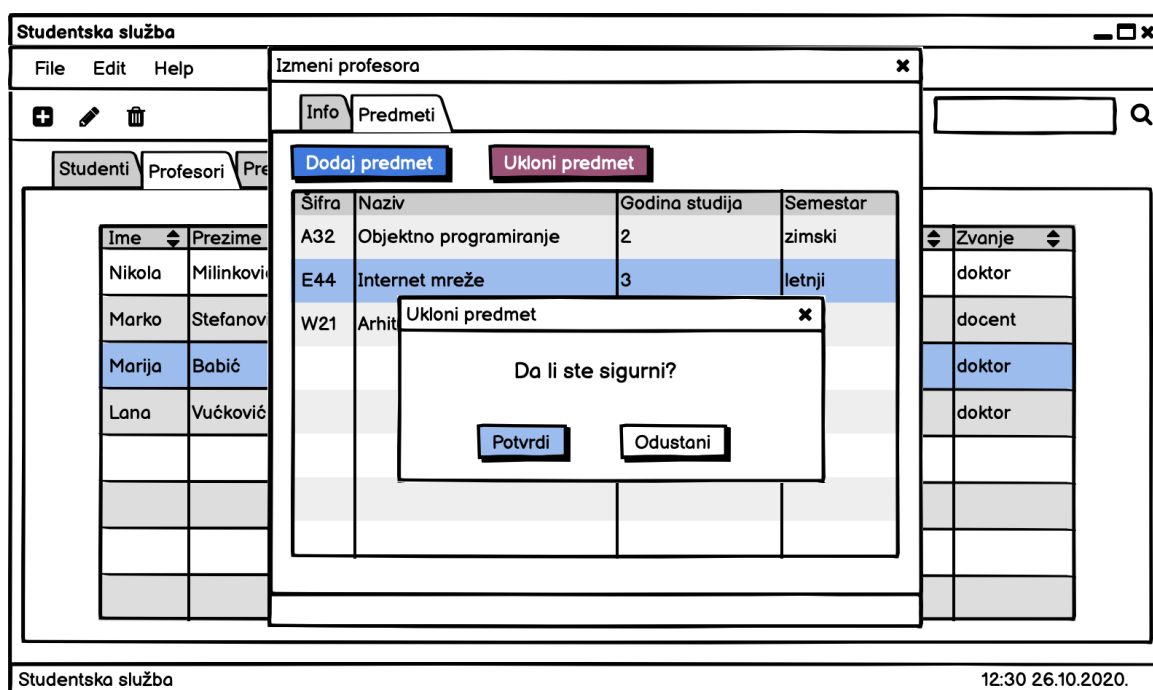 Studentska služba
File Edit Help
Izmeni profesora
Info Predmeti
Dodaj predmet Ukloni predmet
Studenti Profesori
Šifra Naziv Godina studija Semestar
A32 Objektno programiranje 2 zimski
E44 Internet mreže 3 letnji
W21
Ukloni predmet
Da li ste sigurni?
Potvrdi Odustani
Ime Prezime Zvanje
Nikola doktor
Marko docent
Marija Babić doktor
Lana Vučković doktor
Studentska služba 12:30 26.10.2020.